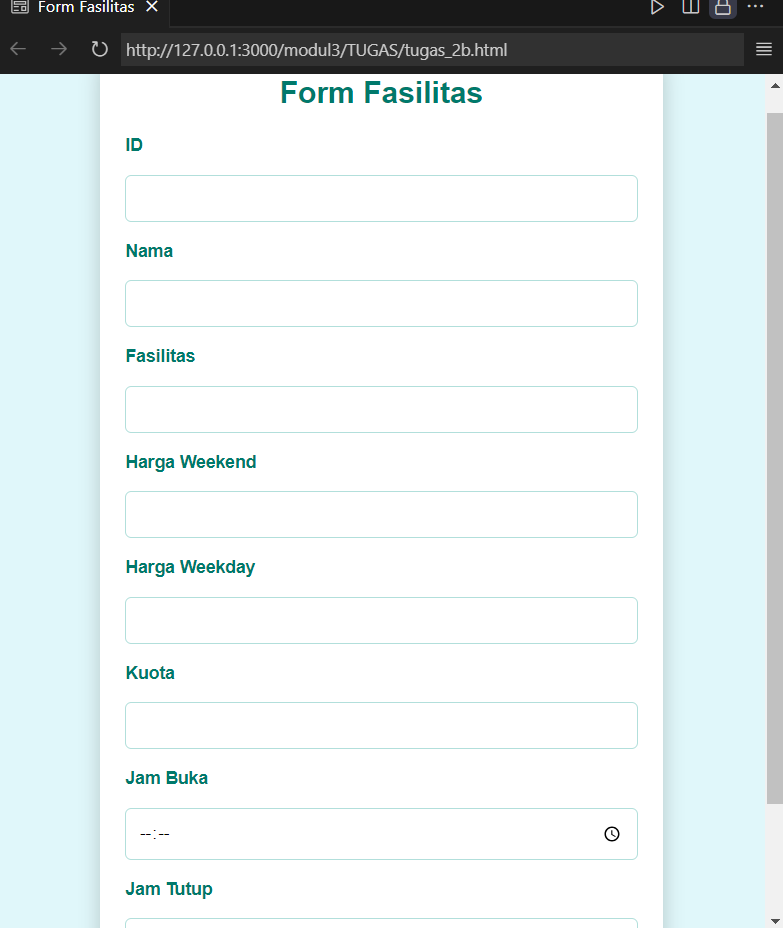 Form Fasilitas
http://127.0.0.1:3000/modul3/TUGAS/tugas_2b.html
Form Fasilitas
ID
Nama
Fasilitas
Harga Weekend
Harga Weekday
Kuota
Jam Buka
--:--
Jam Tutup